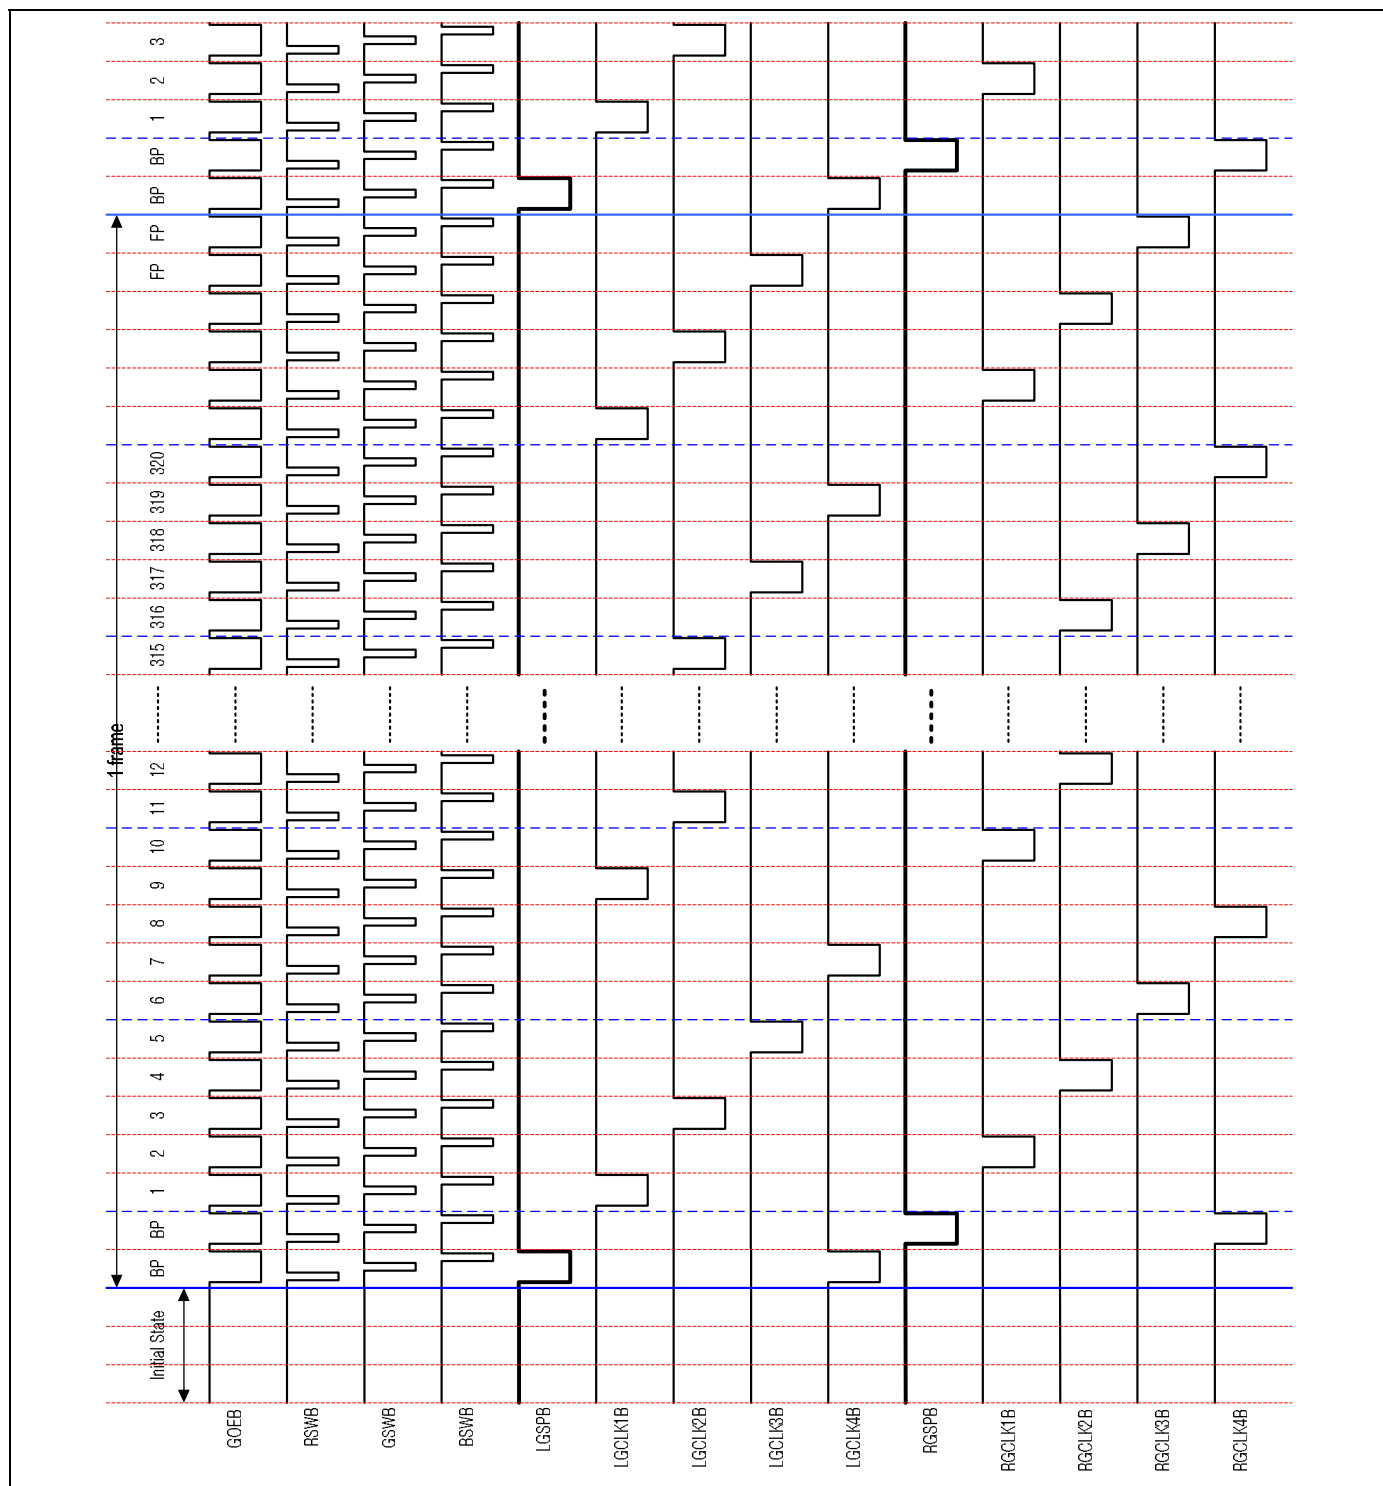 1 frame
Initial State BP BP 1 2 3 4 5 6 7 8 9 10 11 12 315 316 317 318 319 320 FP FP BP BP 1 2 3
GOEB
RSWB
GSWB
BSWB
LGSPB
LGCLK1B
LGCLK2B
LGCLK3B
LGCLK4B
RGSPB
RGCLK1B
RGCLK2B
RGCLK3B
RGCLK4B